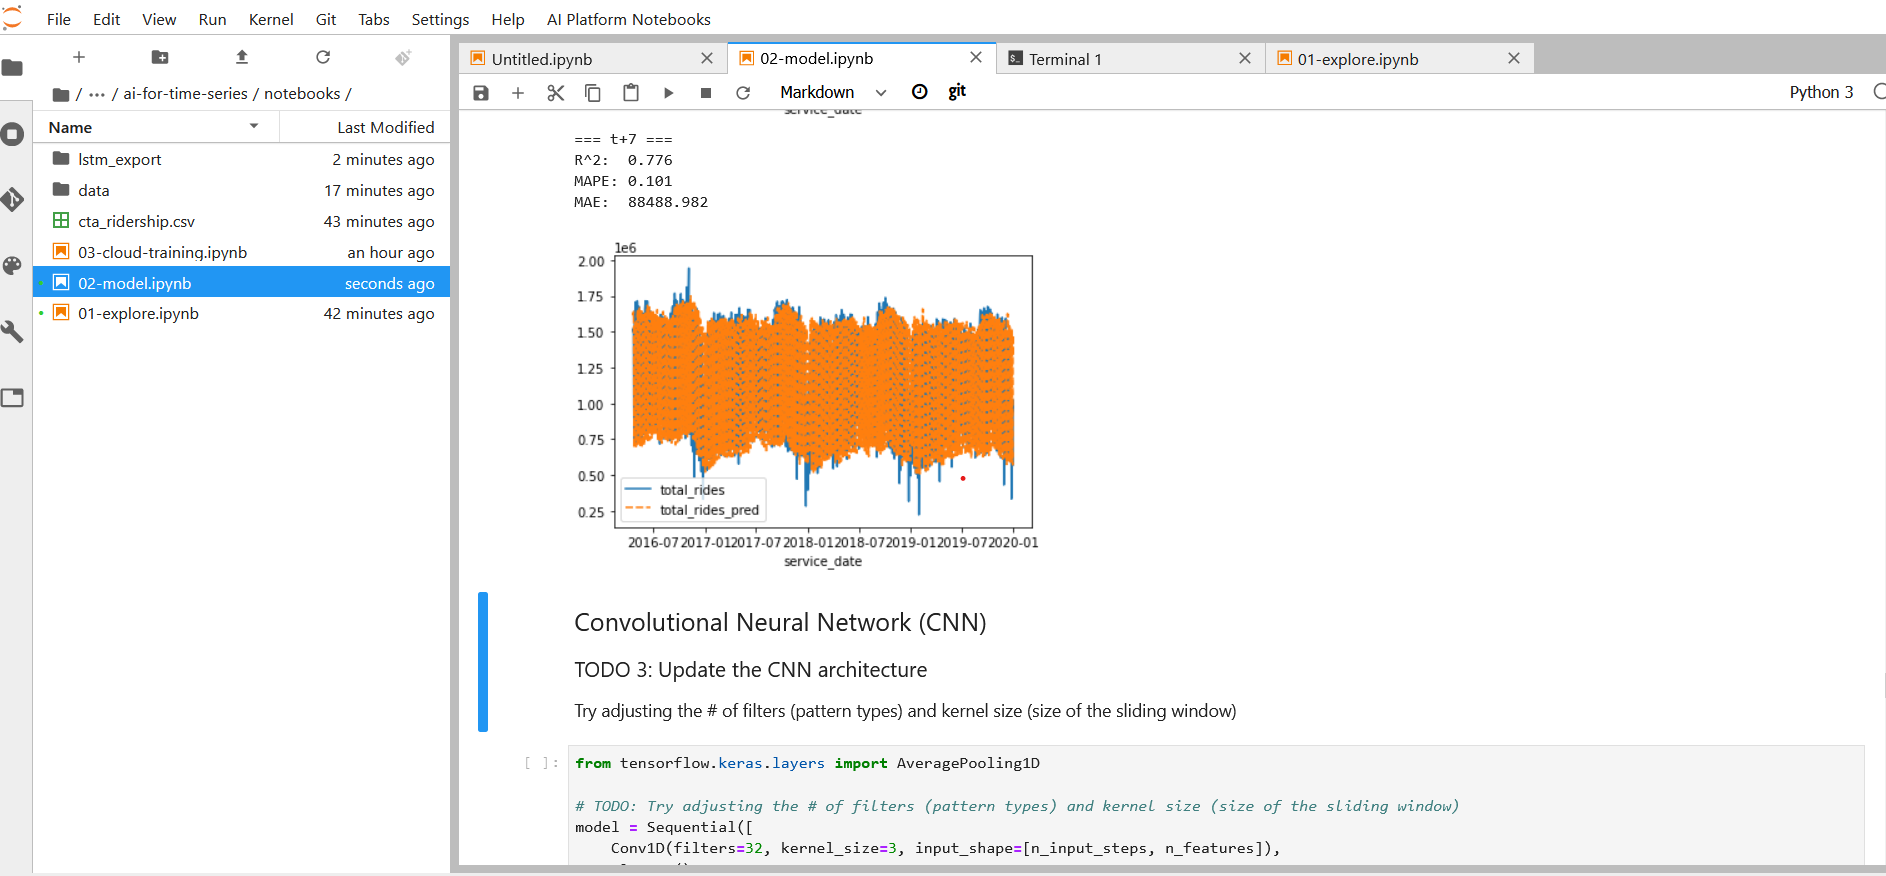 File Edit View Run Kernel Git Tabs Settings Help AI Platform Notebooks
/ ··· / ai-for-time-series / notebooks /
Name Last Modified
lstm_export 2 minutes ago
data 17 minutes ago
cta_ridership.csv 43 minutes ago
03-cloud-training.ipynb an hour ago
02-model.ipynb seconds ago
01-explore.ipynb 42 minutes ago
Untitled.ipynb 02-model.ipynb Terminal 1 01-explore.ipynb
Markdown git Python 3
service_date
=== t+7 ===
R^2: 0.776
MAPE: 0.101
MAE: 88488.982
1e6
2.00
1.75
1.50
1.25
1.00
0.75
0.50
0.25
total_rides
total_rides_pred
2016-07 2017-01 2017-07 2018-01 2018-07 2019-01 2019-07 2020-01
service_date
Convolutional Neural Network (CNN)
TODO 3: Update the CNN architecture
Try adjusting the # of filters (pattern types) and kernel size (size of the sliding window)
[ ]: from tensorflow.keras.layers import AveragePooling1D
# TODO: Try adjusting the # of filters (pattern types) and kernel size (size of the sliding window)
model = Sequential([
Conv1D(filters=32, kernel_size=3, input_shape=[n_input_steps, n_features]),